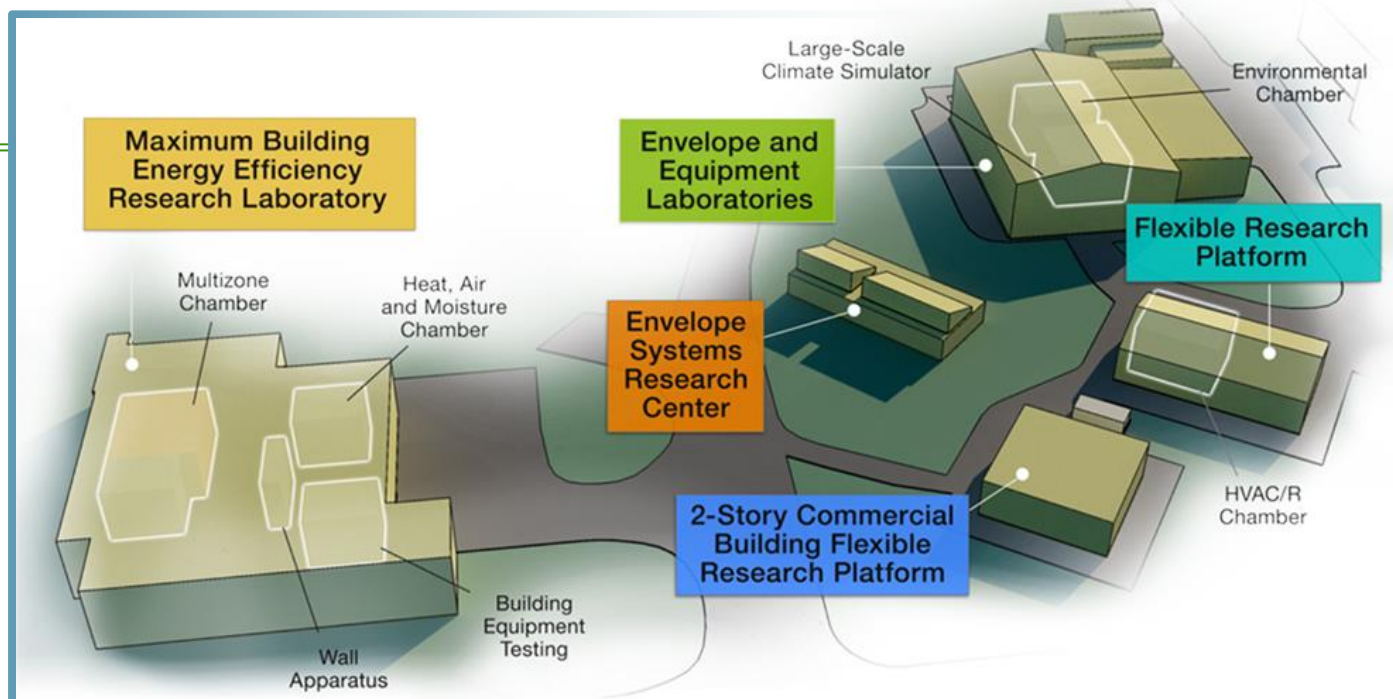 Large-Scale
Climate Simulator
Environmental
Chamber
Maximum Building
Energy Efficiency
Research Laboratory
Envelope and
Equipment
Laboratories
Flexible Research
Platform
Multizone
Chamber
Heat, Air
and Moisture
Chamber
Envelope
Systems
Research
Center
2-Story Commercial
Building Flexible
Research Platform
HVAC/R
Chamber
Building
Equipment
Testing
Wall
Apparatus